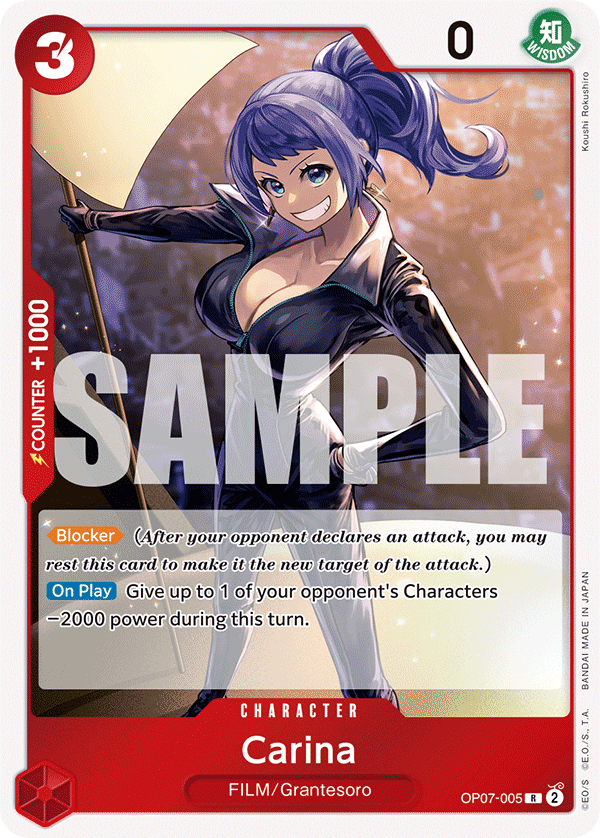 3
0
知
WISDOM
Koushi Rokushiro
COUNTER +1000
SAMPLE
Blocker (After your opponent declares an attack, you may
rest this card to make it the new target of the attack.)
On Play Give up to 1 of your opponent's Characters
−2000 power during this turn.
CHARACTER
Carina
FILM/Grantesoro
OP07-005 R 2
©EO/S ©E.O./S., T.A. BANDAI MADE IN JAPAN